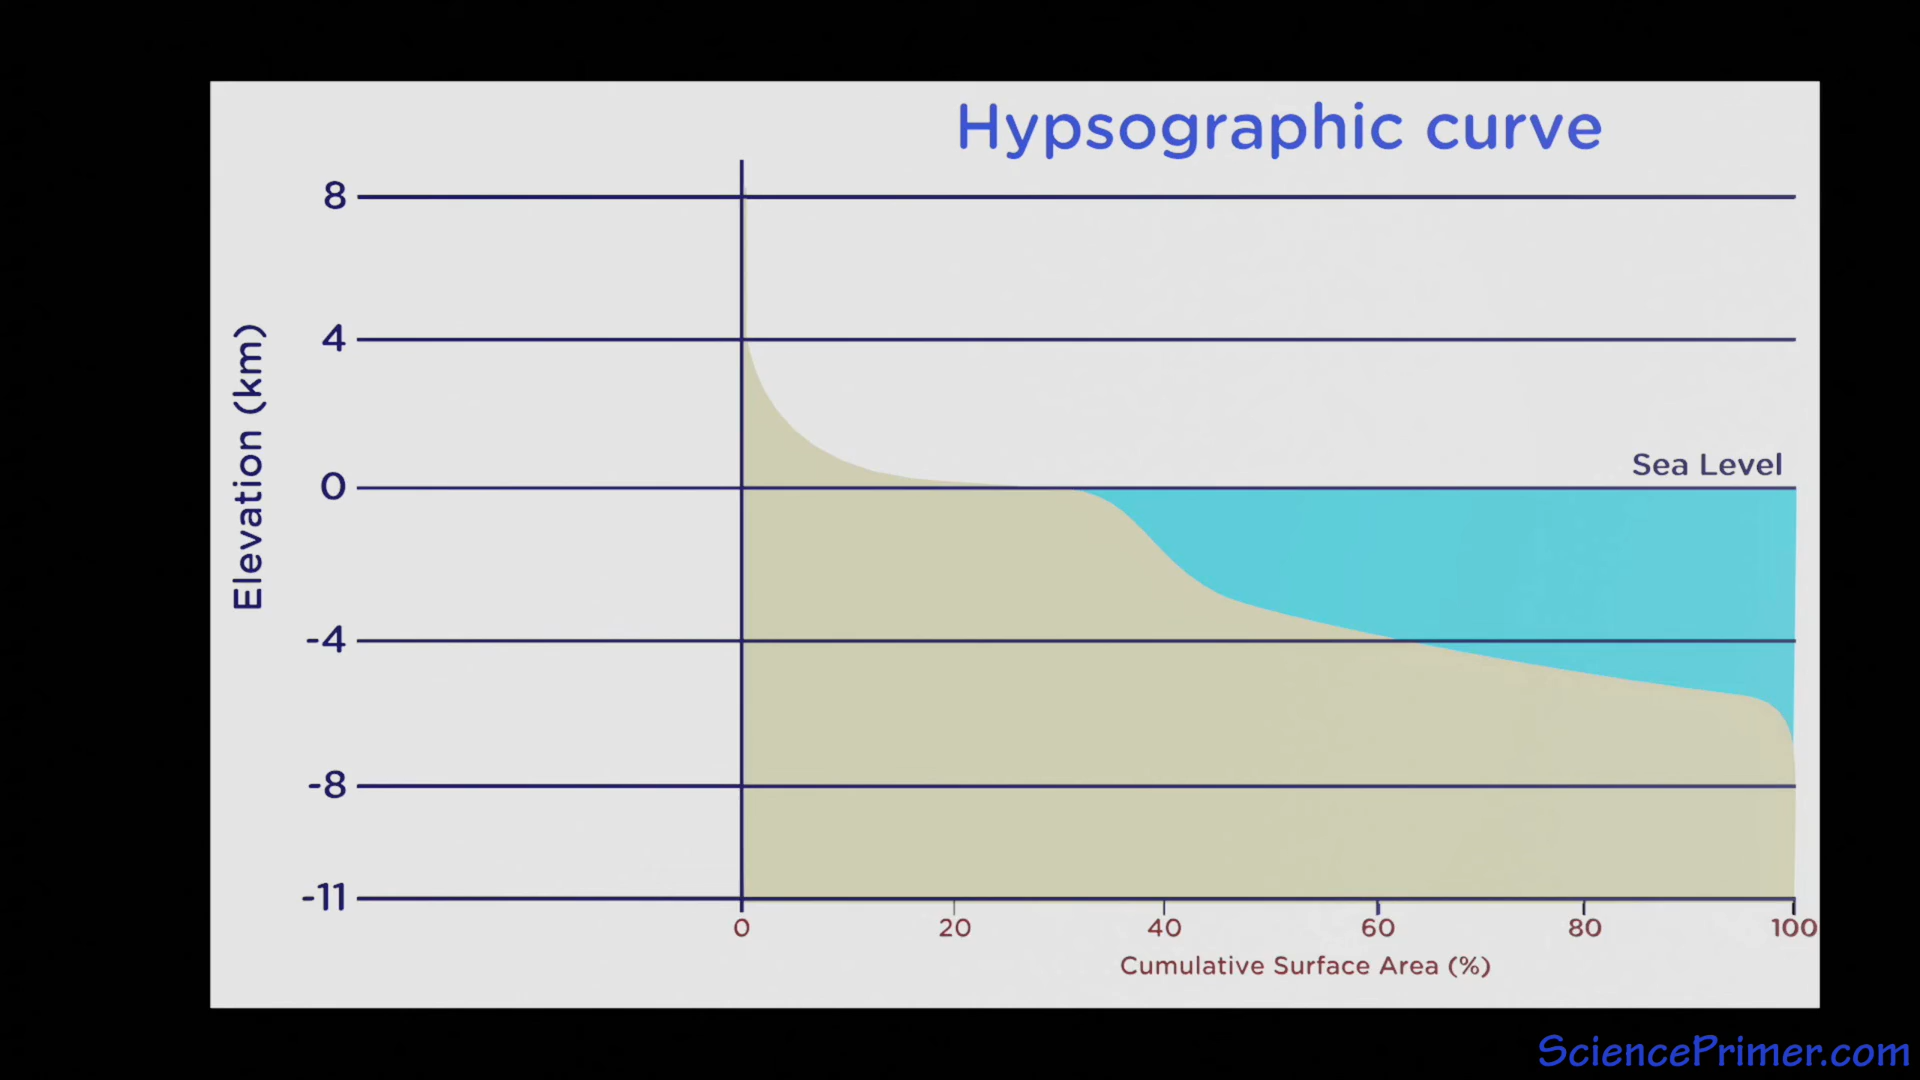 Hypsographic curve
Elevation (km)
8
4
Sea Level
0
-4
-8
-11
0 20 40 60 80 100
Cumulative Surface Area (%)
SciencePrimer.com